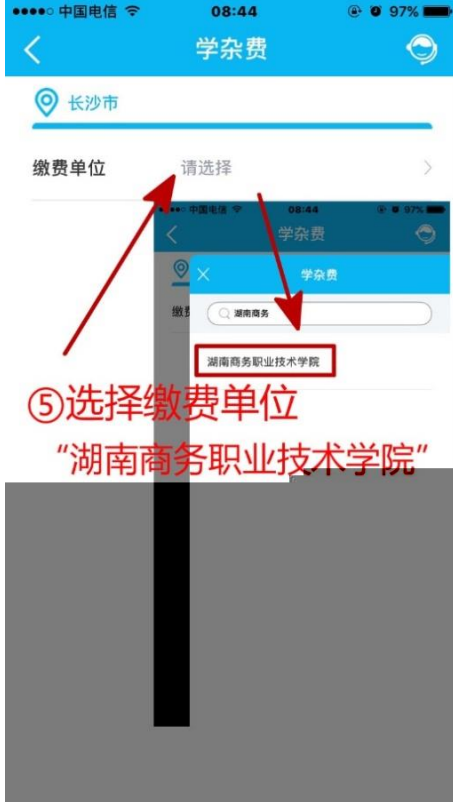 中国电信 08:44 97%
学杂费
长沙市
缴费单位 请选择
中国电信 08:44 97%
学杂费
学杂费
缴费
湖南商务
湖南商务职业技术学院
⑤选择缴费单位
“湖南商务职业技术学院”